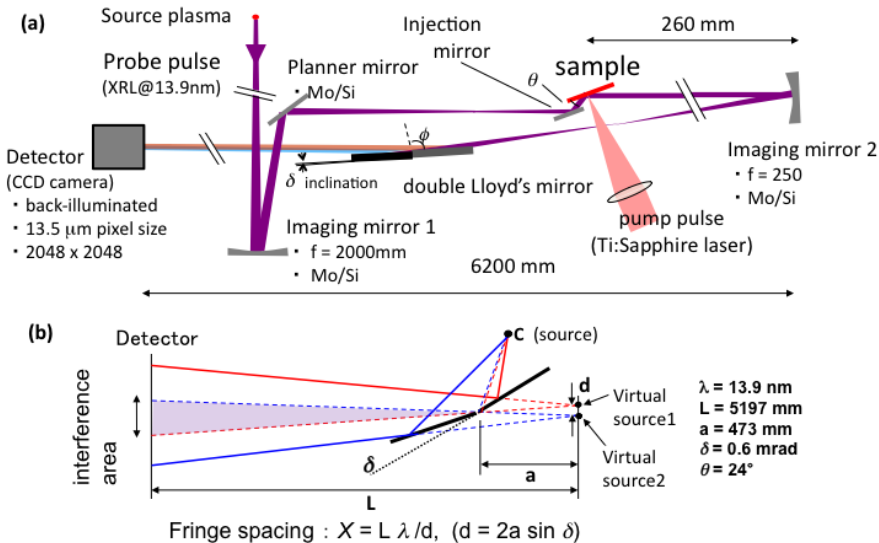 (a)
Source plasma
Probe pulse
(XRL@13.9nm)
Planner mirror
・Mo/Si
Injection
mirror
θ
sample
260 mm
Detector
(CCD camera)
• back-illuminated
• 13.5 μm pixel size
• 2048 x 2048
δ inclination
ϕ
double Lloyd's mirror
Imaging mirror 1
・f = 2000mm
・Mo/Si
pump pulse
(Ti:Sapphire laser)
Imaging mirror 2
・f = 250
・Mo/Si
6200 mm
(b)
Detector
interference
area
C (source)
d
Virtual
source1
Virtual
source2
δ
a
L
λ = 13.9 nm
L = 5197 mm
a = 473 mm
δ = 0.6 mrad
θ = 24°
Fringe spacing : X = L λ/d, (d = 2a sin δ)